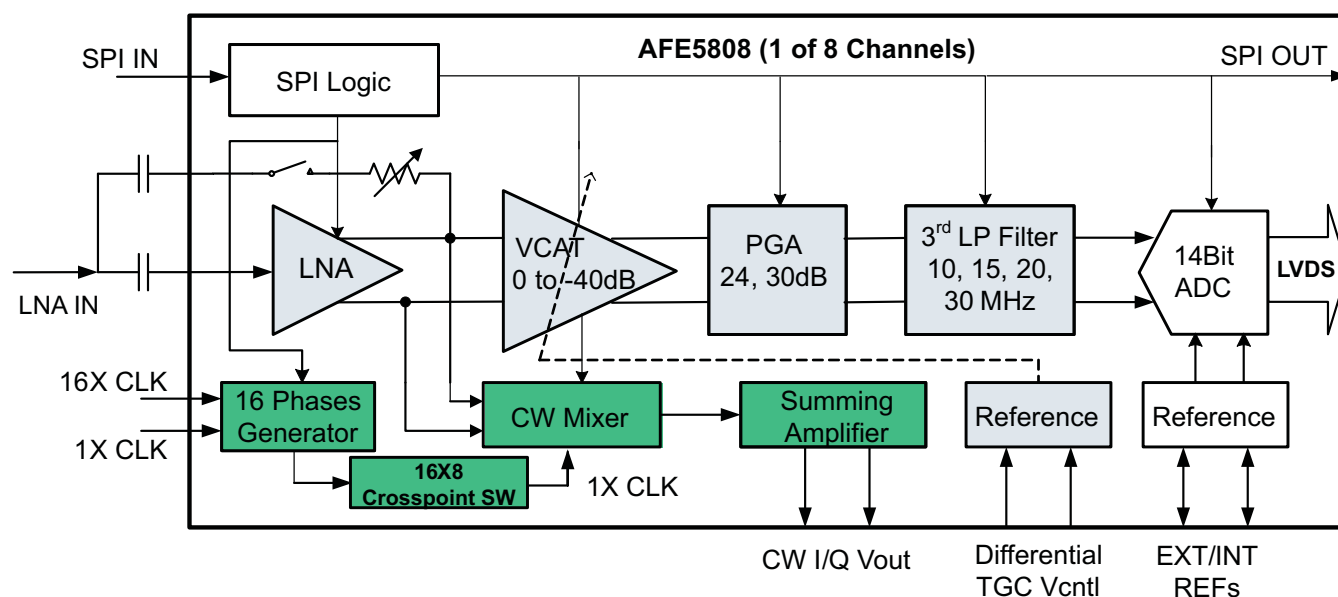 AFE5808 (1 of 8 Channels)
SPI IN
SPI Logic
SPI OUT
LNA
VCAT
0 to -40dB
PGA
24, 30dB
3rd LP Filter
10, 15, 20,
30 MHz
14Bit
ADC
LVDS
LNA IN
16X CLK
1X CLK
16 Phases
Generator
CW Mixer
Summing
Amplifier
Reference
Reference
16X8
Crosspoint SW
1X CLK
CW I/Q Vout
Differential
TGC Vcntl
EXT/INT
REFs